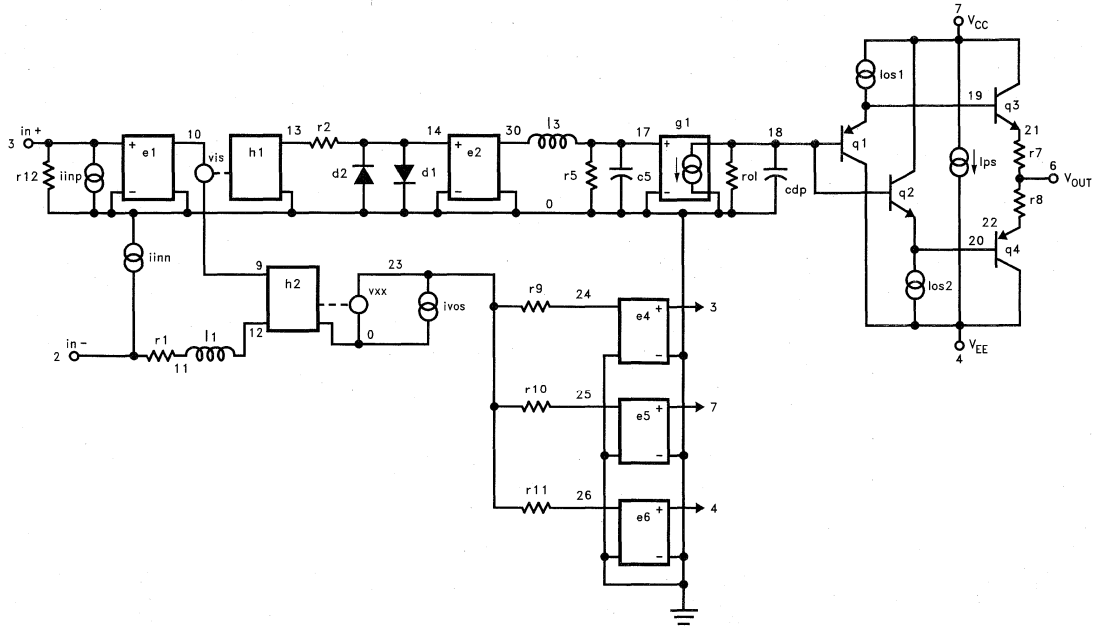 7
VCC
Ios1
19
q3
in+
3
e1
+
−
10
vis
h1
13
r2
14
+
−
e2
30
l3
17
g1
+
−
18
q1
21
r7
r12
iinp
d2
d1
r5
c5
rol
cdp
Ips
6
VOUT
0
q2
r8
22
20
q4
iinn
9
h2
23
vxx
ivos
Ios2
r9
24
e4
+
−
3
12
0
in-
2
r1
11
l1
VEE
4
r10
25
e5
+
−
7
r11
26
e6
+
−
4